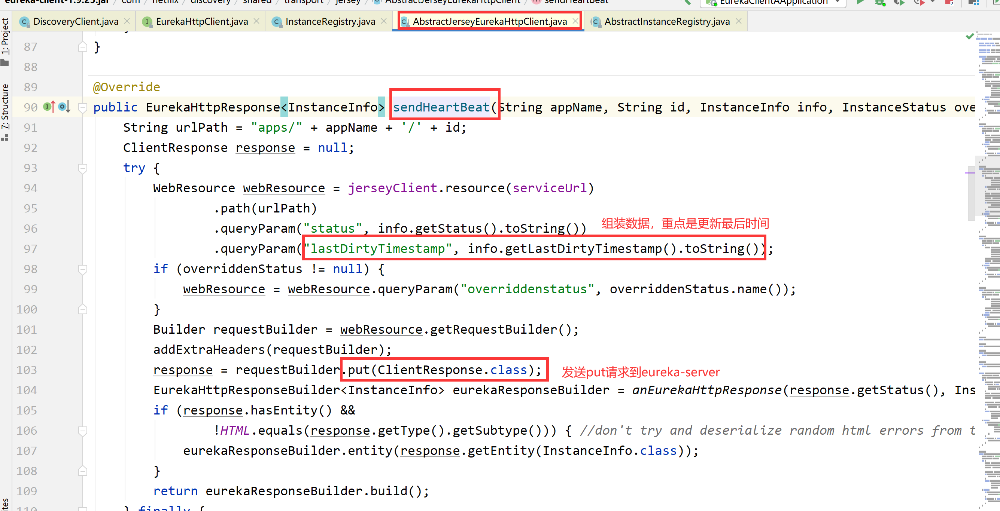 eureka-client-1.9.25.jar / com / netflix / discovery / shared / transport / jersey / AbstractJerseyEurekaHttpClient / sendHeartBeat
EurekaClientAApplication
DiscoveryClient.java EurekaHttpClient.java InstanceRegistry.java AbstractJerseyEurekaHttpClient.java AbstractInstanceRegistry.java
1: Project
7: Structure
87 }
88
89 @Override
90 public EurekaHttpResponse<InstanceInfo> sendHeartBeat(String appName, String id, InstanceInfo info, InstanceStatus ove
91 String urlPath = "apps/" + appName + '/' + id;
92 ClientResponse response = null;
93 try {
94 WebResource webResource = jerseyClient.resource(serviceUrl)
95 .path(urlPath)
96 .queryParam("status", info.getStatus().toString()) 组装数据，重点是更新最后时间
97 .queryParam("lastDirtyTimestamp", info.getLastDirtyTimestamp().toString());
98 if (overriddenStatus != null) {
99 webResource = webResource.queryParam("overriddenstatus", overriddenStatus.name());
100 }
101 Builder requestBuilder = webResource.getRequestBuilder();
102 addExtraHeaders(requestBuilder);
103 response = requestBuilder.put(ClientResponse.class); 发送put请求到eureka-server
104 EurekaHttpResponseBuilder<InstanceInfo> eurekaResponseBuilder = anEurekaHttpResponse(response.getStatus(), Ins
105 if (response.hasEntity() &&
106 !HTML.equals(response.getType().getSubtype())) { //don't try and deserialize random html errors from t
107 eurekaResponseBuilder.entity(response.getEntity(InstanceInfo.class));
108 }
109 return eurekaResponseBuilder.build();
110 } finally {